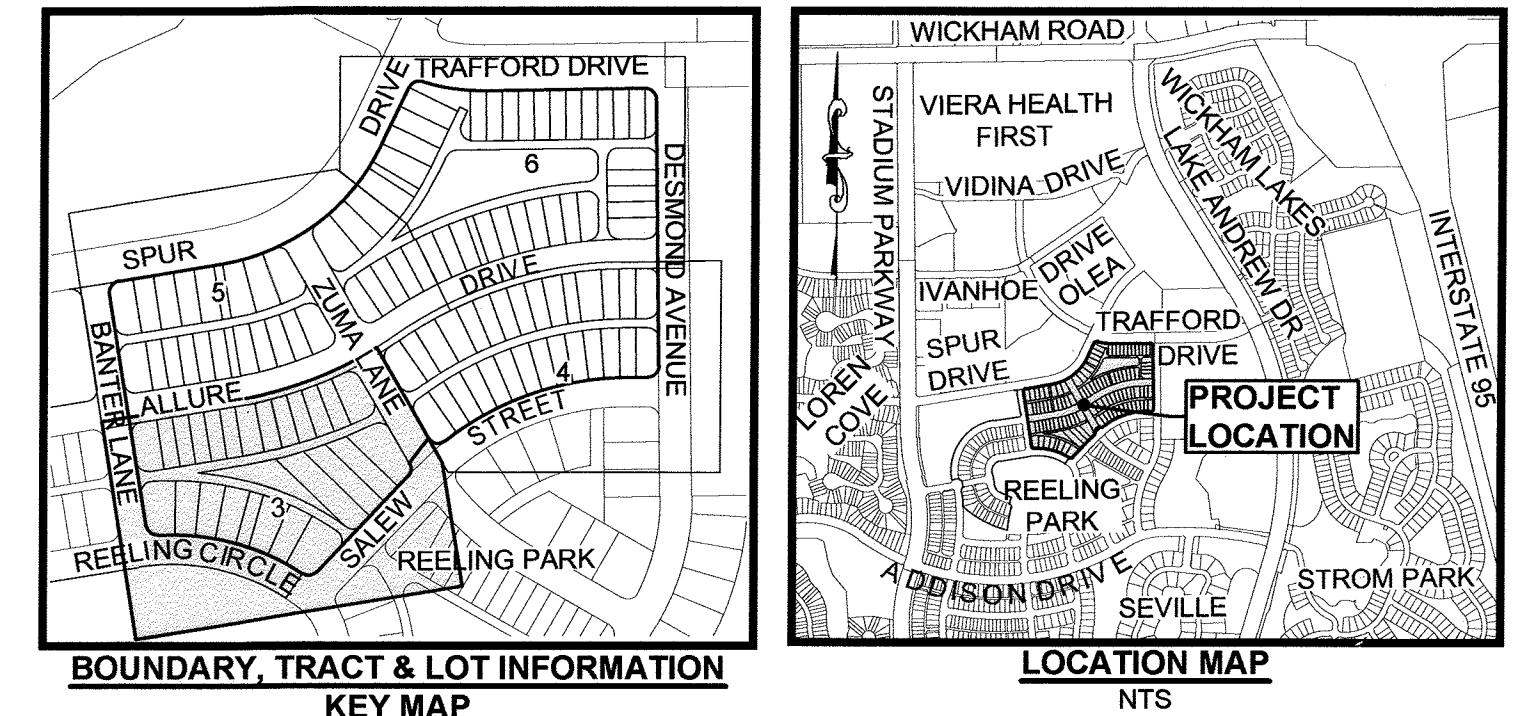 TRAFFORD DRIVE
DRIVE
6
DESMOND AVENUE
SPUR
5
ZUMA LANE
DRIVE
BANTER LANE
ALLURE
4
STREET
3
SALEW
REELING CIRCLE
REELING PARK
BOUNDARY, TRACT & LOT INFORMATION
KEY MAP
WICKHAM ROAD
STADIUM PARKWAY
VIERA HEALTH
FIRST
WICKHAM LAKES
LAKE ANDREW DR
VIDINA DRIVE
INTERSTATE 95
DRIVE
OLEA
IVANHOE
TRAFFORD
DRIVE
SPUR
DRIVE
LOREN
COVE
PROJECT
LOCATION
REELING
PARK
ADDISON DRIVE
SEVILLE
STROM PARK
LOCATION MAP
NTS